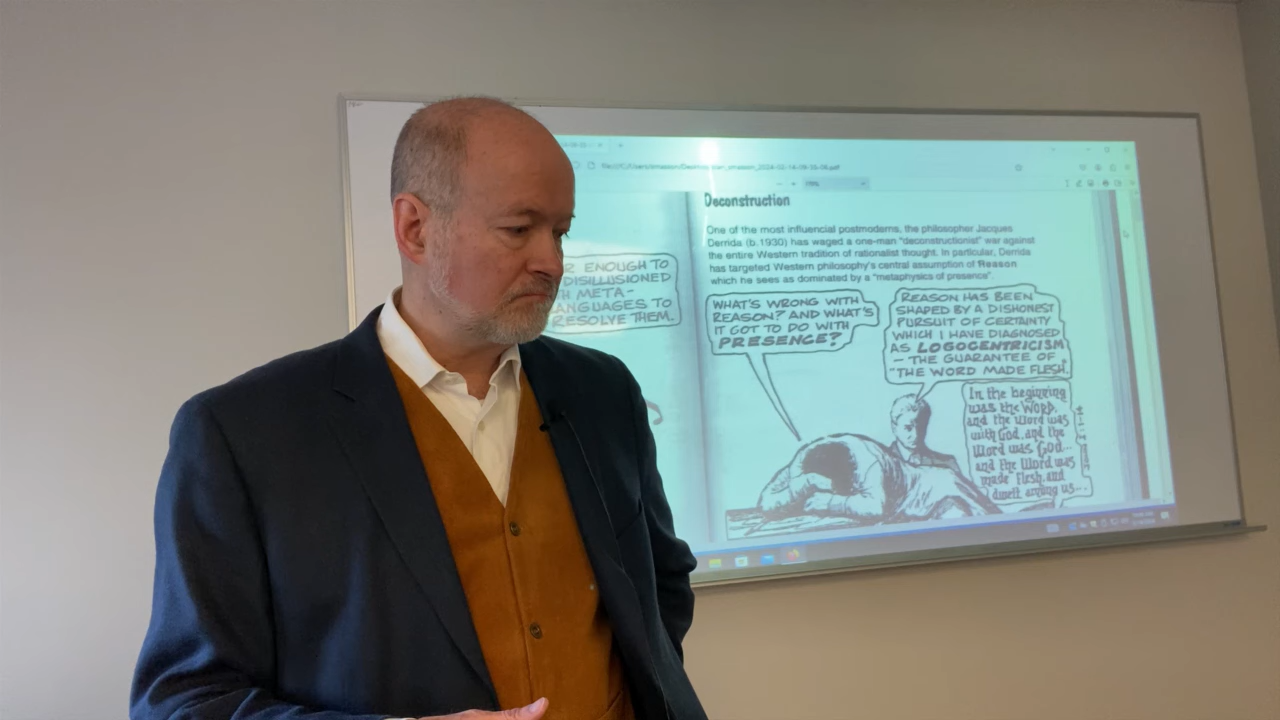 Deconstruction
One of the most influential postmoderns, the philosopher Jacques
Derrida (b.1930) has waged a one-man "deconstructionist" war against
the entire Western tradition of rationalist thought. In particular, Derrida
has targeted Western philosophy's central assumption of Reason
which he sees as dominated by a "metaphysics of presence".
ENOUGH TO
DISILLUSIONED
META-
LANGUAGES TO
RESOLVE THEM.
WHAT'S WRONG WITH
REASON? AND WHAT'S
IT GOT TO DO WITH
PRESENCE?
REASON HAS BEEN
SHAPED BY A DISHONEST
PURSUIT OF CERTAINTY
WHICH I HAVE DIAGNOSED
AS LOGOCENTRICISM
– THE GUARANTEE OF
"THE WORD MADE FLESH.
In the beginning
was the WORD,
and the Word was
with God, and the
Word was God...
and the Word was
made flesh, and
dwelt among us...